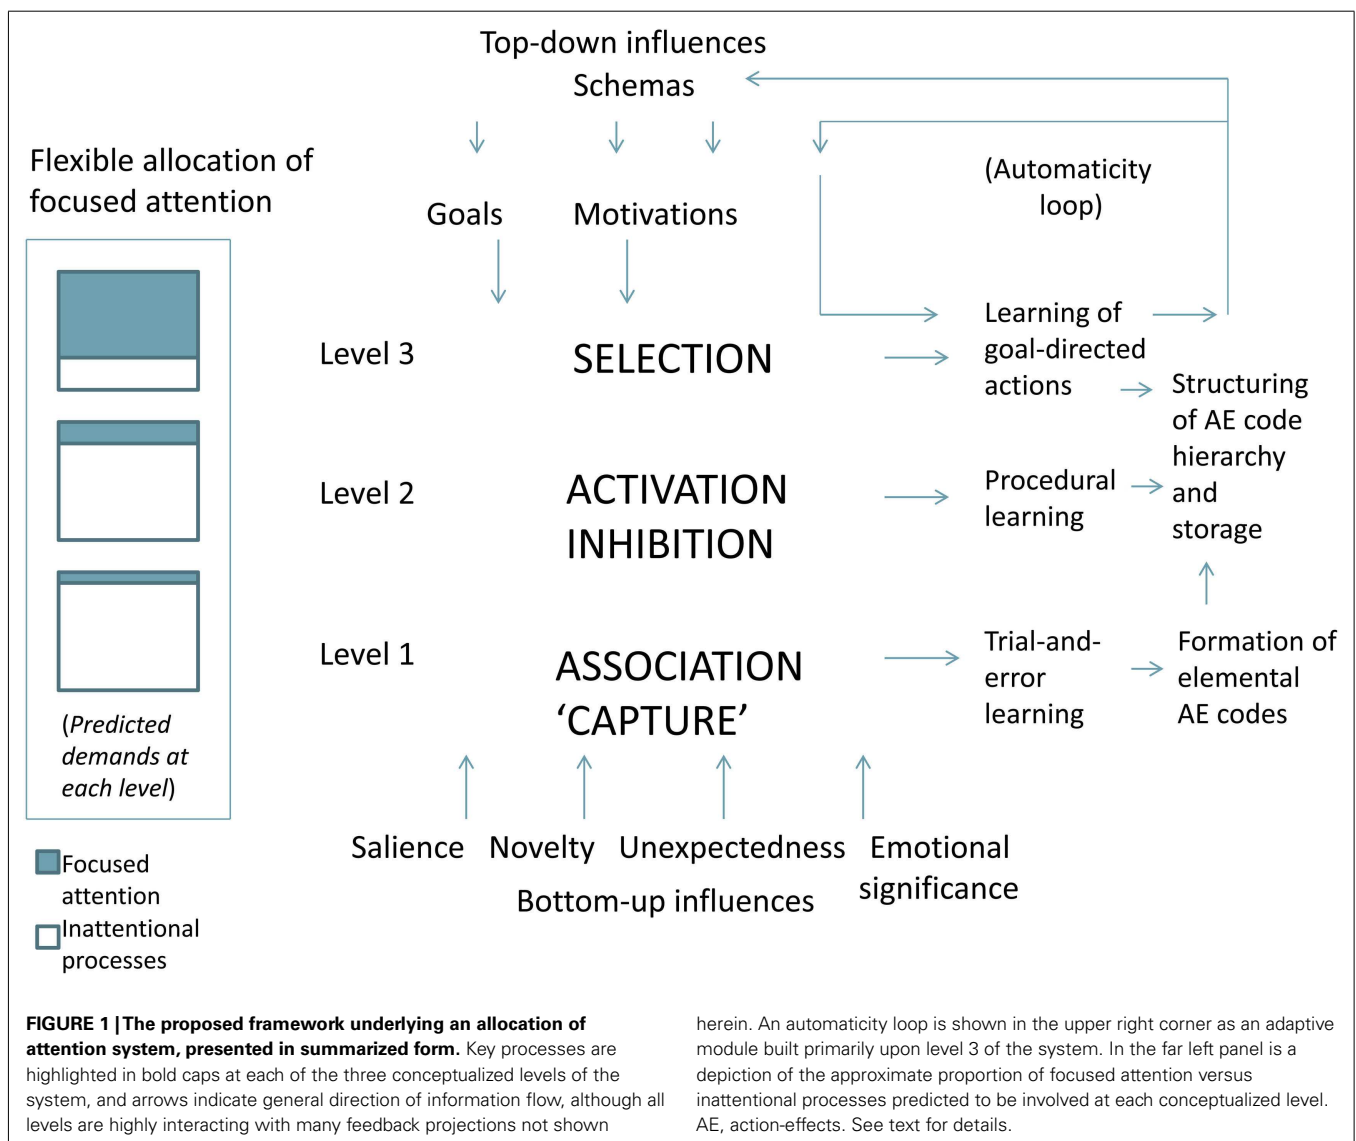 Top-down influences
Schemas
Flexible allocation of
focused attention
(Automaticity
loop)
Goals
Motivations
Level 3
SELECTION
Learning of
goal-directed
actions
Structuring
of AE code
hierarchy
and
storage
Level 2
ACTIVATION
INHIBITION
Procedural
learning
Level 1
ASSOCIATION
‘CAPTURE’
Trial-and-
error
learning
Formation of
elemental
AE codes
(Predicted
demands at
each level)
Salience
Novelty
Unexpectedness
Emotional
significance
Bottom-up influences
Focused
attention
Inattentional
processes
FIGURE 1 | The proposed framework underlying an allocation of
attention system, presented in summarized form. Key processes are
highlighted in bold caps at each of the three conceptualized levels of the
system, and arrows indicate general direction of information flow, although all
levels are highly interacting with many feedback projections not shown
herein. An automaticity loop is shown in the upper right corner as an adaptive
module built primarily upon level 3 of the system. In the far left panel is a
depiction of the approximate proportion of focused attention versus
inattentional processes predicted to be involved at each conceptualized level.
AE, action-effects. See text for details.